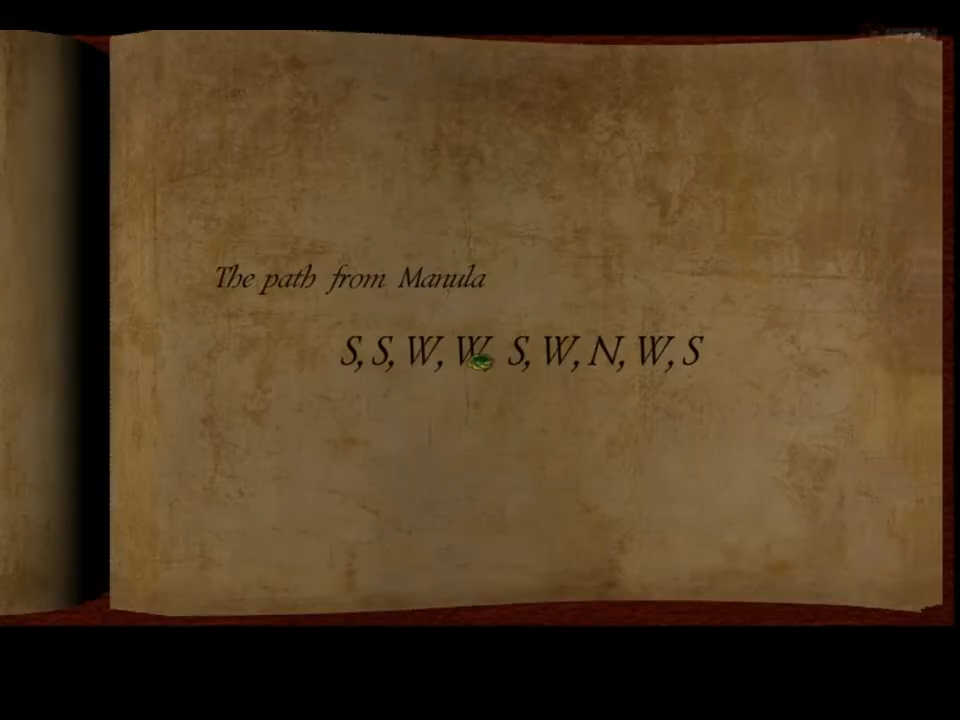 The path from Manula
S, S, W, W, S, W, N, W, S